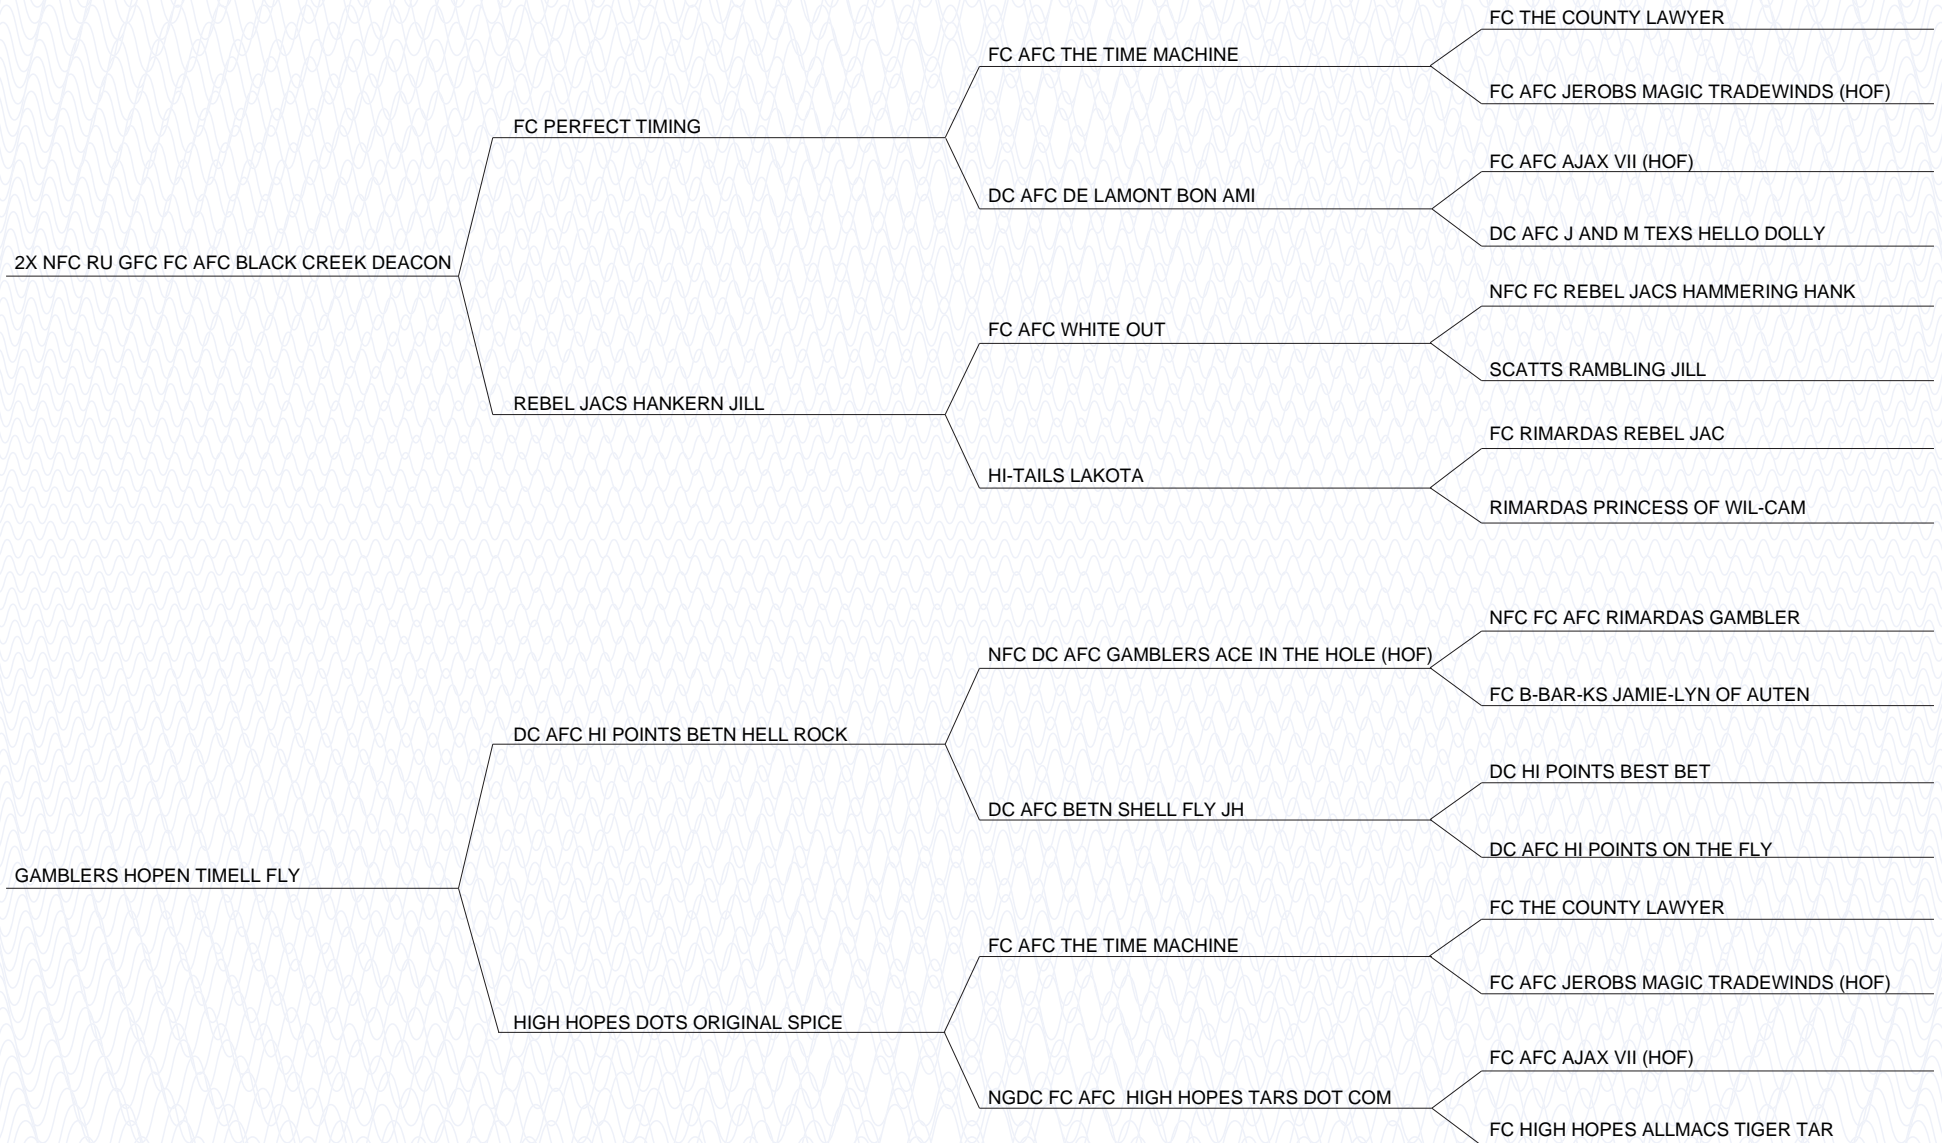 FC THE COUNTY LAWYER
FC AFC THE TIME MACHINE
FC AFC JEROBS MAGIC TRADEWINDS (HOF)
FC PERFECT TIMING
FC AFC AJAX VII (HOF)
DC AFC DE LAMONT BON AMI
DC AFC J AND M TEXS HELLO DOLLY
2X NFC RU GFC FC AFC BLACK CREEK DEACON
NFC FC REBEL JACS HAMMERING HANK
FC AFC WHITE OUT
SCATTS RAMBLING JILL
REBEL JACS HANKERN JILL
FC RIMARDAS REBEL JAC
HI-TAILS LAKOTA
RIMARDAS PRINCESS OF WIL-CAM
NFC FC AFC RIMARDAS GAMBLER
NFC DC AFC GAMBLERS ACE IN THE HOLE (HOF)
FC B-BAR-KS JAMIE-LYN OF AUTEN
DC AFC HI POINTS BETN HELL ROCK
DC HI POINTS BEST BET
DC AFC BETN SHELL FLY JH
DC AFC HI POINTS ON THE FLY
GAMBLERS HOPEN TIMELL FLY
FC THE COUNTY LAWYER
FC AFC THE TIME MACHINE
FC AFC JEROBS MAGIC TRADEWINDS (HOF)
HIGH HOPES DOTS ORIGINAL SPICE
FC AFC AJAX VII (HOF)
NGDC FC AFC  HIGH HOPES TARS DOT COM
FC HIGH HOPES ALLMACS TIGER TAR